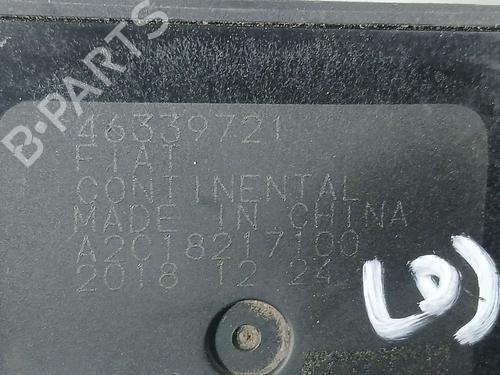 B-PARTS
46339721
FIAT
CONTINENTAL
MADE IN CHINA
A2C18217100
2018 12 24